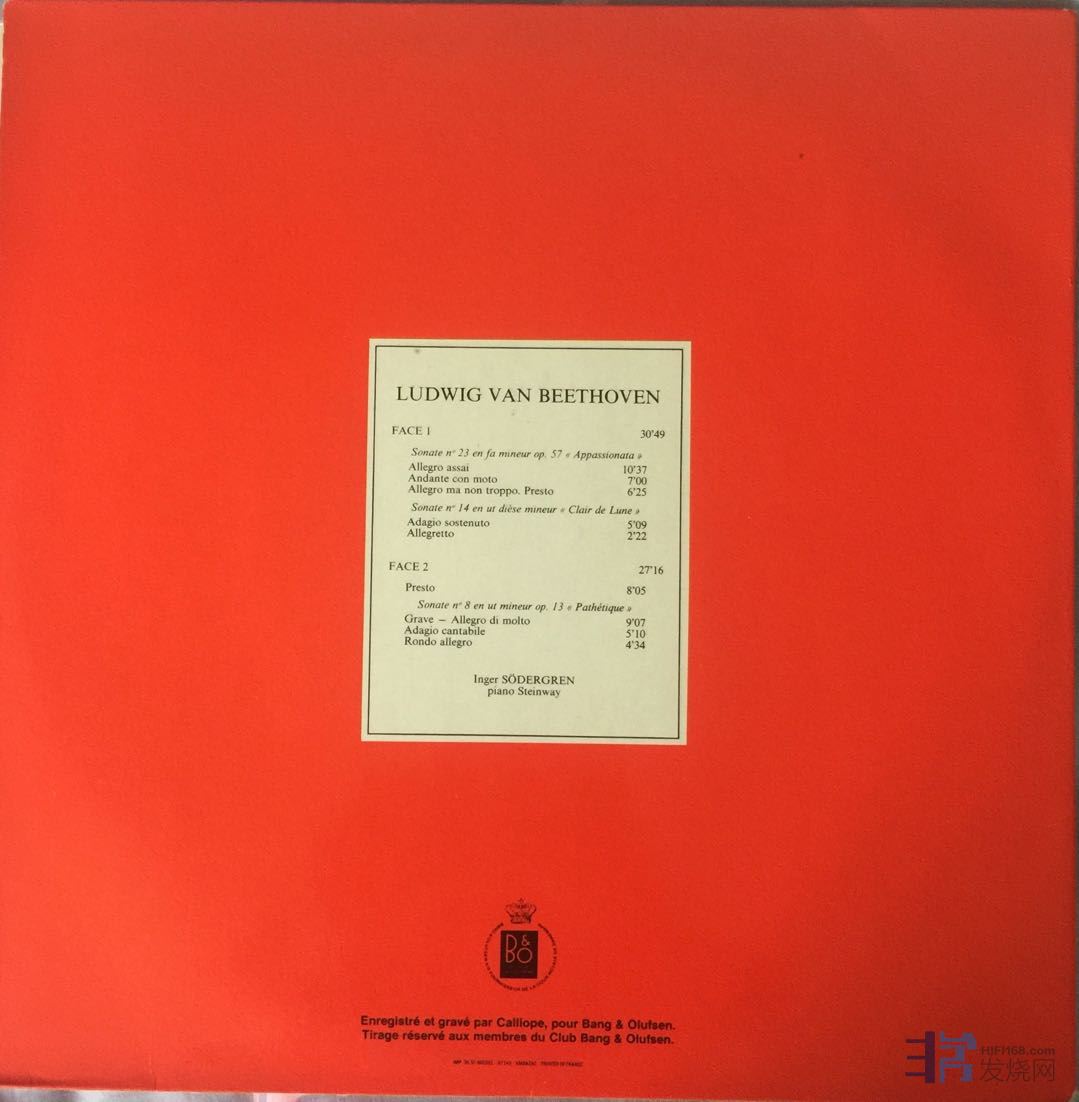 LUDWIG VAN BEETHOVEN
FACE 1 30'49
Sonate n° 23 en fa mineur op. 57 « Appassionata »
Allegro assai 10'37
Andante con moto 7'00
Allegro ma non troppo. Presto 6'25
Sonate n° 14 en ut dièse mineur « Clair de Lune »
Adagio sostenuto 5'09
Allegretto 2'22
FACE 2 27'16
Presto 8'05
Sonate n° 8 en ut mineur op. 13 « Pathétique »
Grave — Allegro di molto 9'07
Adagio cantabile 5'10
Rondo allegro 4'34
Inger SÖDERGREN
piano Steinway
B&O
Enregistré et gravé par Calliope, pour Bang & Olufsen.
Tirage réservé aux membres du Club Bang & Olufsen.
PRINTED IN FRANCE
HIFI168.com
发烧网